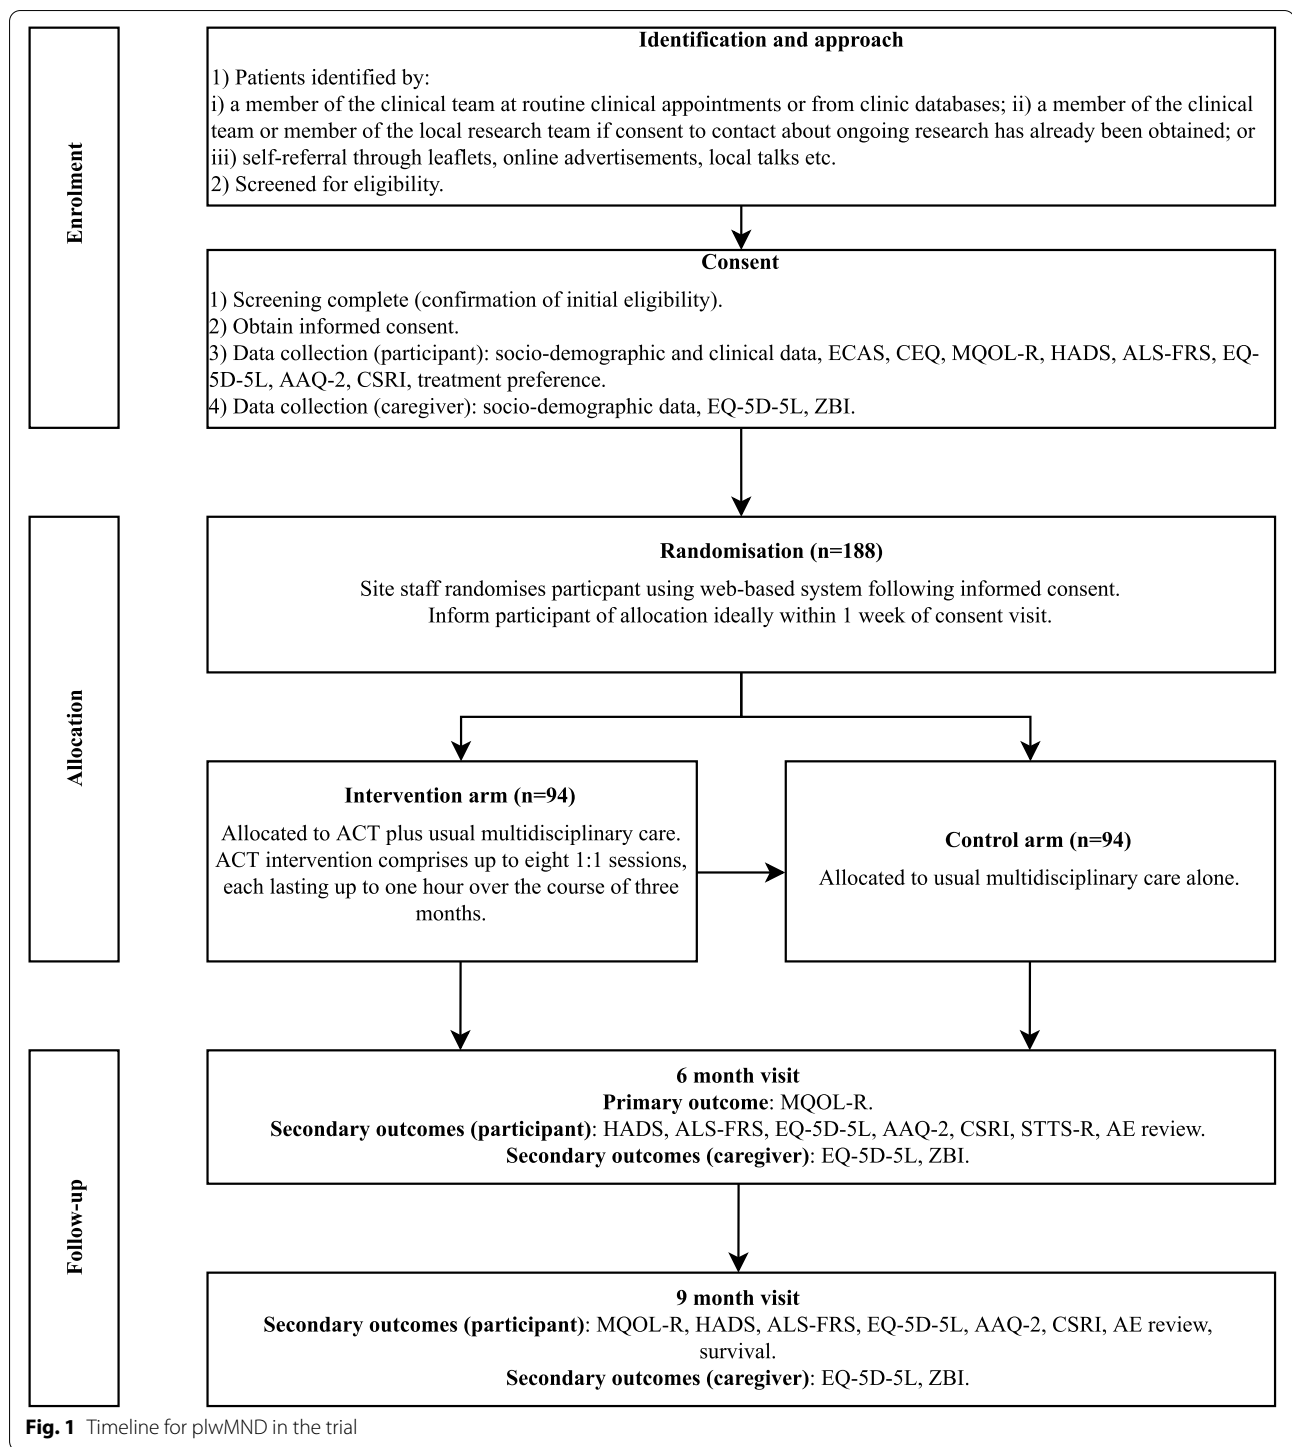 Enrolment
Identification and approach
1) Patients identified by:
i) a member of the clinical team at routine clinical appointments or from clinic databases; ii) a member of the clinical
team or member of the local research team if consent to contact about ongoing research has already been obtained; or
iii) self-referral through leaflets, online advertisements, local talks etc.
2) Screened for eligibility.
Consent
1) Screening complete (confirmation of initial eligibility).
2) Obtain informed consent.
3) Data collection (participant): socio-demographic and clinical data, ECAS, CEQ, MQOL-R, HADS, ALS-FRS, EQ-
5D-5L, AAQ-2, CSRI, treatment preference.
4) Data collection (caregiver): socio-demographic data, EQ-5D-5L, ZBI.
Allocation
Randomisation (n=188)
Site staff randomises particpant using web-based system following informed consent.
Inform participant of allocation ideally within 1 week of consent visit.
Intervention arm (n=94)
Allocated to ACT plus usual multidisciplinary care.
ACT intervention comprises up to eight 1:1 sessions,
each lasting up to one hour over the course of three
months.
Control arm (n=94)
Allocated to usual multidisciplinary care alone.
Follow-up
6 month visit
Primary outcome: MQOL-R.
Secondary outcomes (participant): HADS, ALS-FRS, EQ-5D-5L, AAQ-2, CSRI, STTS-R, AE review.
Secondary outcomes (caregiver): EQ-5D-5L, ZBI.
9 month visit
Secondary outcomes (participant): MQOL-R, HADS, ALS-FRS, EQ-5D-5L, AAQ-2, CSRI, AE review,
survival.
Secondary outcomes (caregiver): EQ-5D-5L, ZBI.
Fig. 1 Timeline for plwMND in the trial